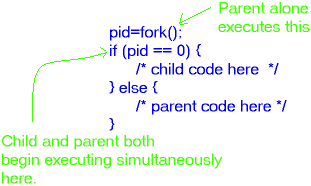 Parent alone
executes this
pid=fork();
if (pid == 0) {
/* child code here */
} else {
/* parent code here */
}
Child and parent both
begin executing simultaneously
here.